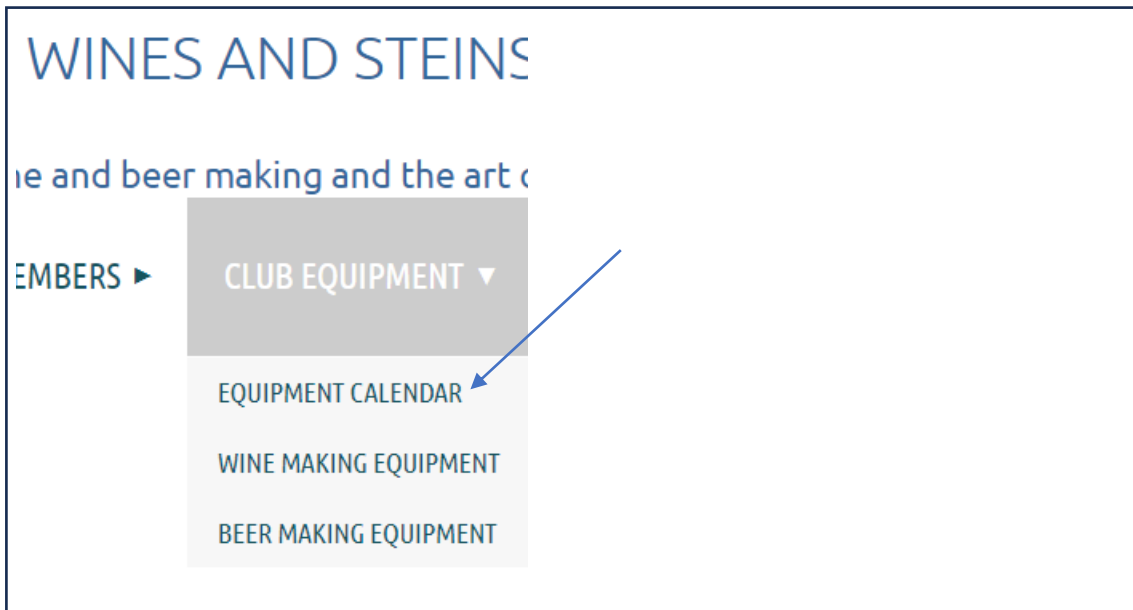 WINES AND STEINS
ne and beer making and the art
EMBERS ►
CLUB EQUIPMENT ▼
EQUIPMENT CALENDAR
WINE MAKING EQUIPMENT
BEER MAKING EQUIPMENT